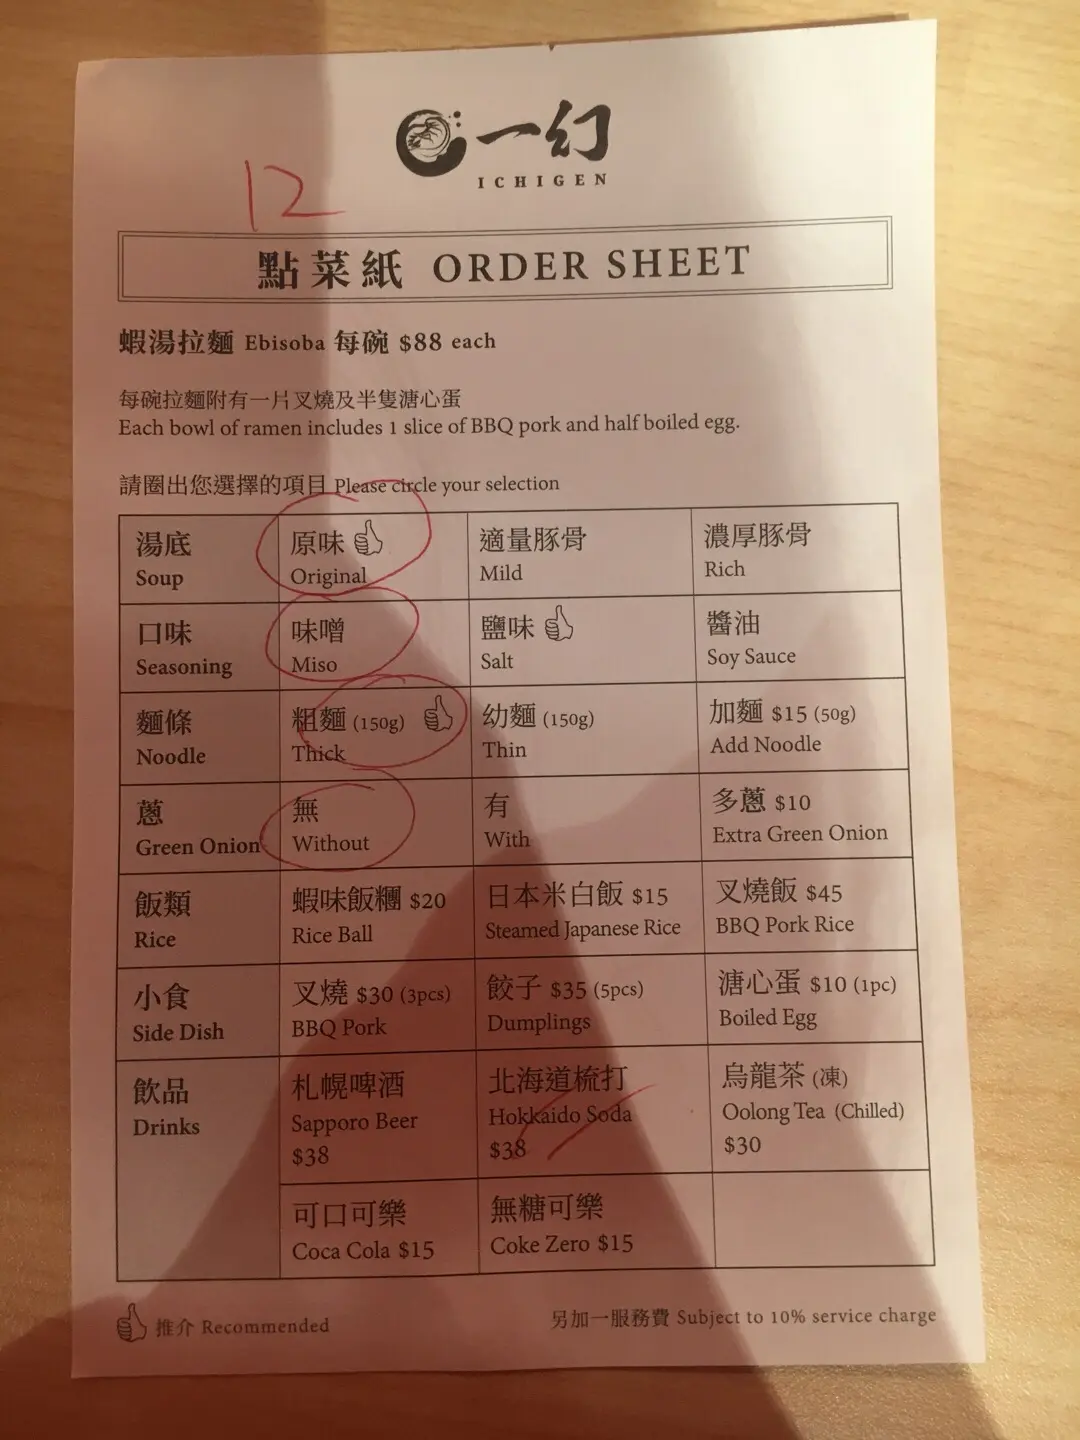 一幻
ICHIGEN
12
點菜紙 ORDER SHEET
蝦湯拉麵 Ebisoba 每碗 $88 each
每碗拉麵附有一片叉燒及半隻溏心蛋
Each bowl of ramen includes 1 slice of BBQ pork and half boiled egg.
請圈出您選擇的項目 Please circle your selection
湯底 原味 適量豚骨 濃厚豚骨
Soup Original Mild Rich
口味 味噌 鹽味 醬油
Seasoning Miso Salt Soy Sauce
麵條 粗麵 (150g) 幼麵 (150g) 加麵 $15 (50g)
Noodle Thick Thin Add Noodle
蔥 無 有 多蔥 $10
Green Onion Without With Extra Green Onion
飯類 蝦味飯糰 $20 日本米白飯 $15 叉燒飯 $45
Rice Rice Ball Steamed Japanese Rice BBQ Pork Rice
小食 叉燒 $30 (3pcs) 餃子 $35 (5pcs) 溏心蛋 $10 (1pc)
Side Dish BBQ Pork Dumplings Boiled Egg
飲品 札幌啤酒 北海道梳打 烏龍茶 (凍)
Drinks Sapporo Beer Hokkaido Soda Oolong Tea (Chilled)
$38 $38 $30
可口可樂 無糖可樂
Coca Cola $15 Coke Zero $15
推介 Recommended 另加一服務費 Subject to 10% service charge